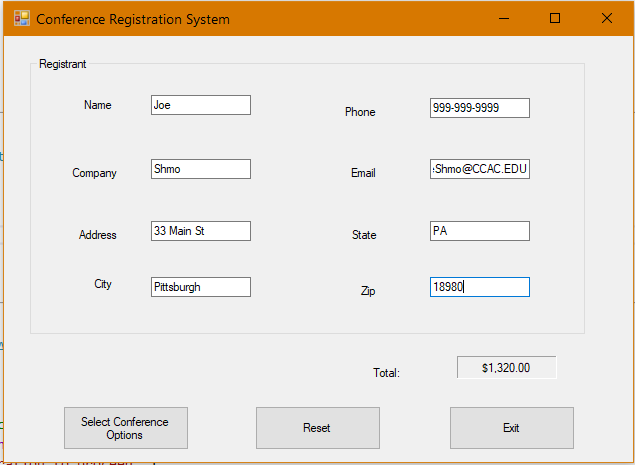 Conference Registration System
Registrant
Name Joe
Phone 999-999-9999
Company Shmo
Email :Shmo@CCAC.EDU
Address 33 Main St
State PA
City Pittsburgh
Zip 18980
Total: $1,320.00
Select Conference
Options
Reset
Exit